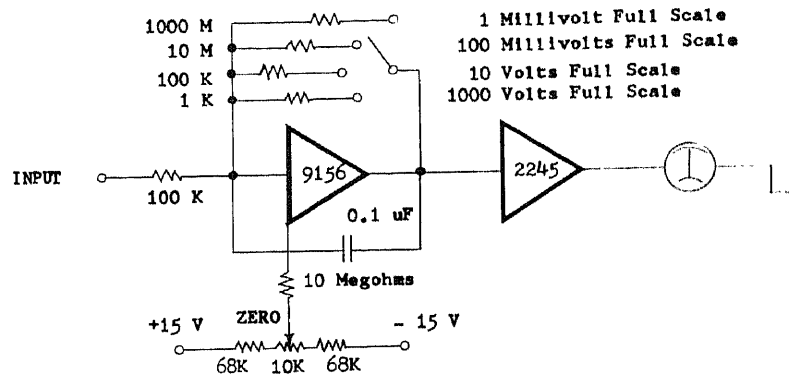 1000 M
1 Millivolt Full Scale
10 M
100 Millivolts Full Scale
100 K
10 Volts Full Scale
1 K
1000 Volts Full Scale
INPUT
100 K
9156
2245
0.1 uF
10 Megohms
ZERO
+15 V
- 15 V
68K
10K
68K